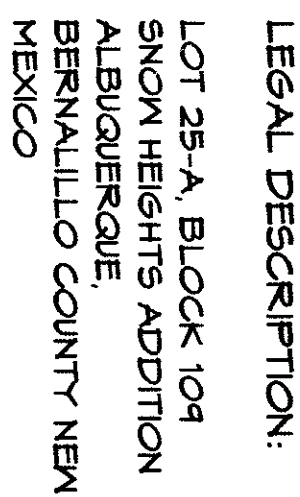 LEGAL DESCRIPTION:
LOT 25-A, BLOCK 109
SNOW HEIGHTS ADDITION
ALBUQUERQUE,
BERNALILLO COUNTY NEW
MEXICO